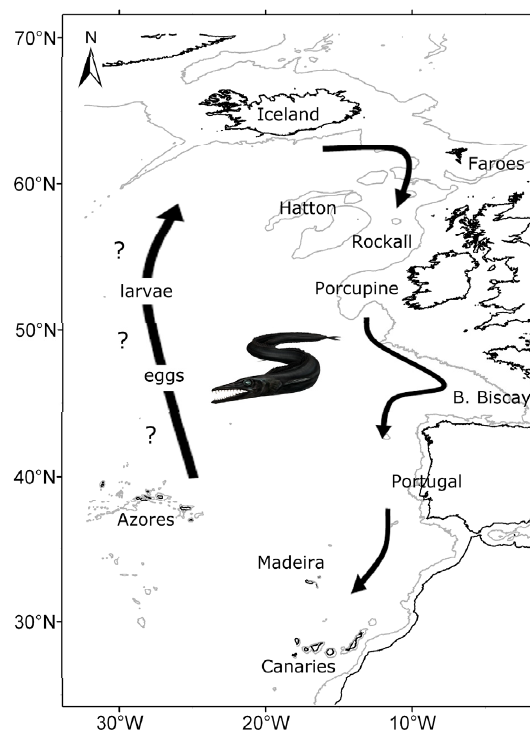 70°N
N
Iceland
Faroes
60°N
Hatton
?
Rockall
larvae
Porcupine
50°N
?
eggs
B. Biscay
?
40°N
Portugal
Azores
Madeira
30°N
Canaries
30°W
20°W
10°W